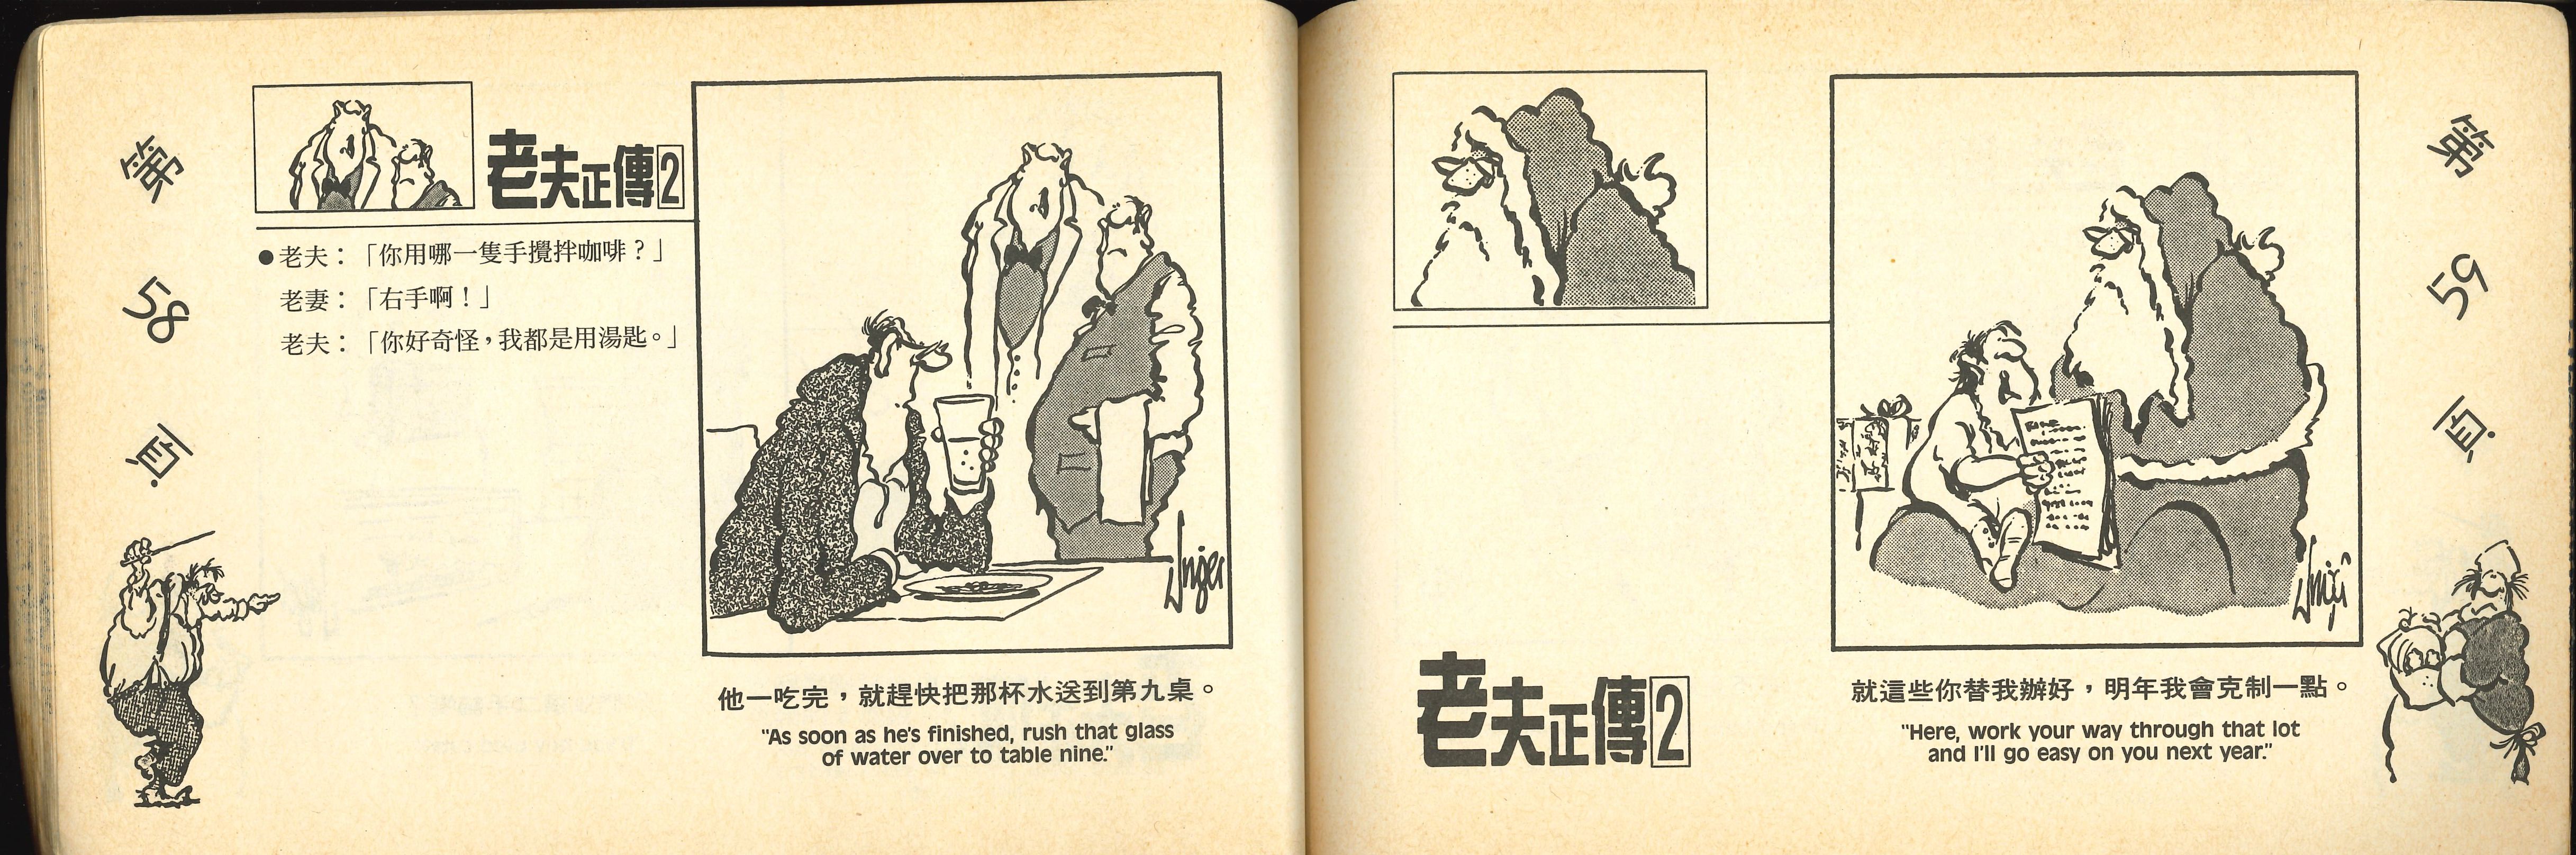 第58頁
老夫正傳2
●老夫：「你用哪一隻手攪拌咖啡？」
老妻：「右手啊！」
老夫：「你好奇怪，我都是用湯匙。」
Unger
他一吃完，就趕快把那杯水送到第九桌。
"As soon as he's finished, rush that glass
of water over to table nine."
第59頁
老夫正傳2
Unger
就這些你替我辦好，明年我會克制一點。
"Here, work your way through that lot
and I'll go easy on you next year."